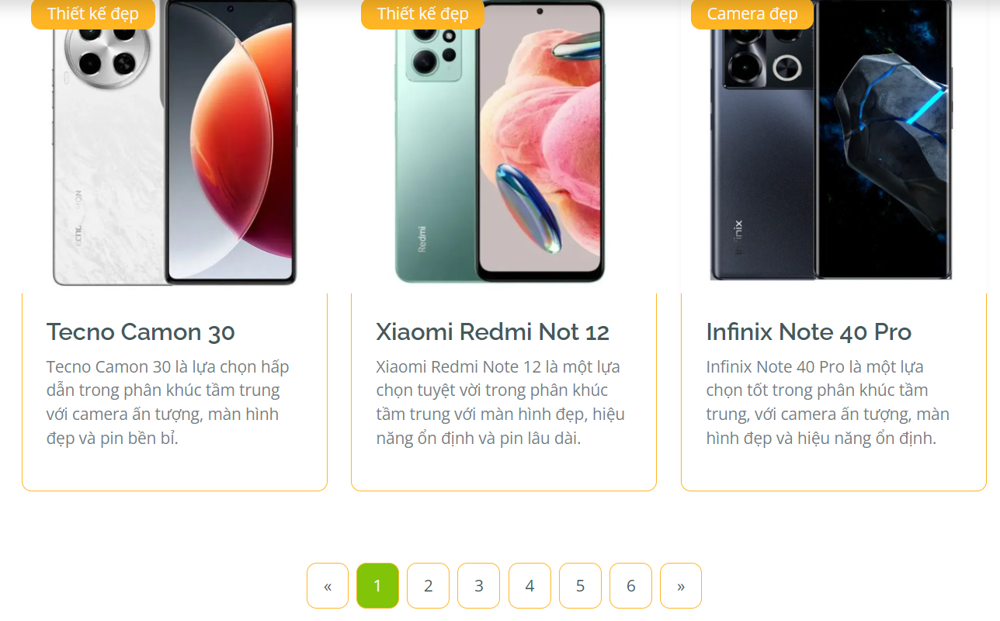 Thiết kế đẹp
Thiết kế đẹp
Camera đẹp
Redmi
Infinix
Tecno Camon 30
Xiaomi Redmi Not 12
Infinix Note 40 Pro
Tecno Camon 30 là lựa chọn hấp
dẫn trong phân khúc tầm trung
với camera ấn tượng, màn hình
đẹp và pin bền bỉ.
Xiaomi Redmi Note 12 là một lựa
chọn tuyệt vời trong phân khúc
tầm trung với màn hình đẹp, hiệu
năng ổn định và pin lâu dài.
Infinix Note 40 Pro là một lựa
chọn tốt trong phân khúc tầm
trung, với camera ấn tượng, màn
hình đẹp và hiệu năng ổn định.
« 1 2 3 4 5 6 »